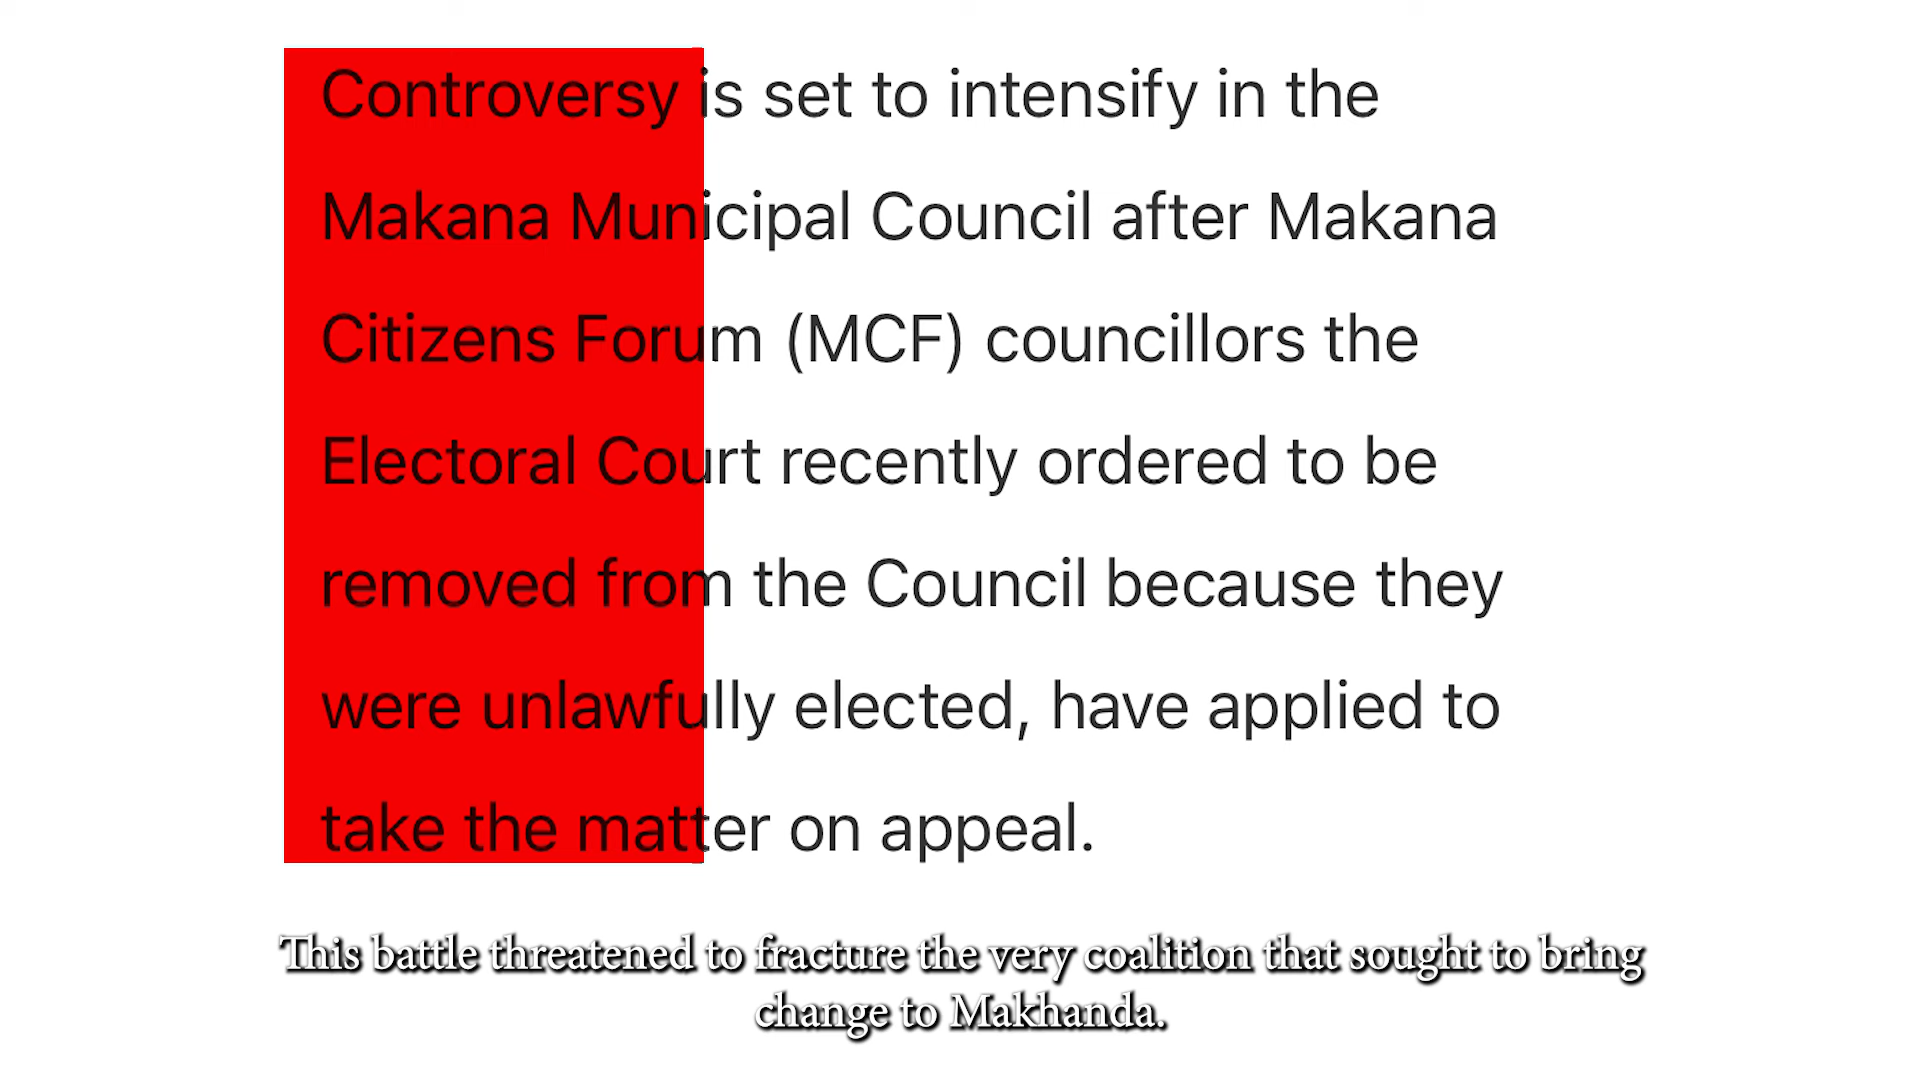 Controversy is set to intensify in the
Makana Municipal Council after Makana
Citizens Forum (MCF) councillors the
Electoral Court recently ordered to be
removed from the Council because they
were unlawfully elected, have applied to
take the matter on appeal.
This battle threatened to fracture the very coalition that sought to bring
change to Makhanda.